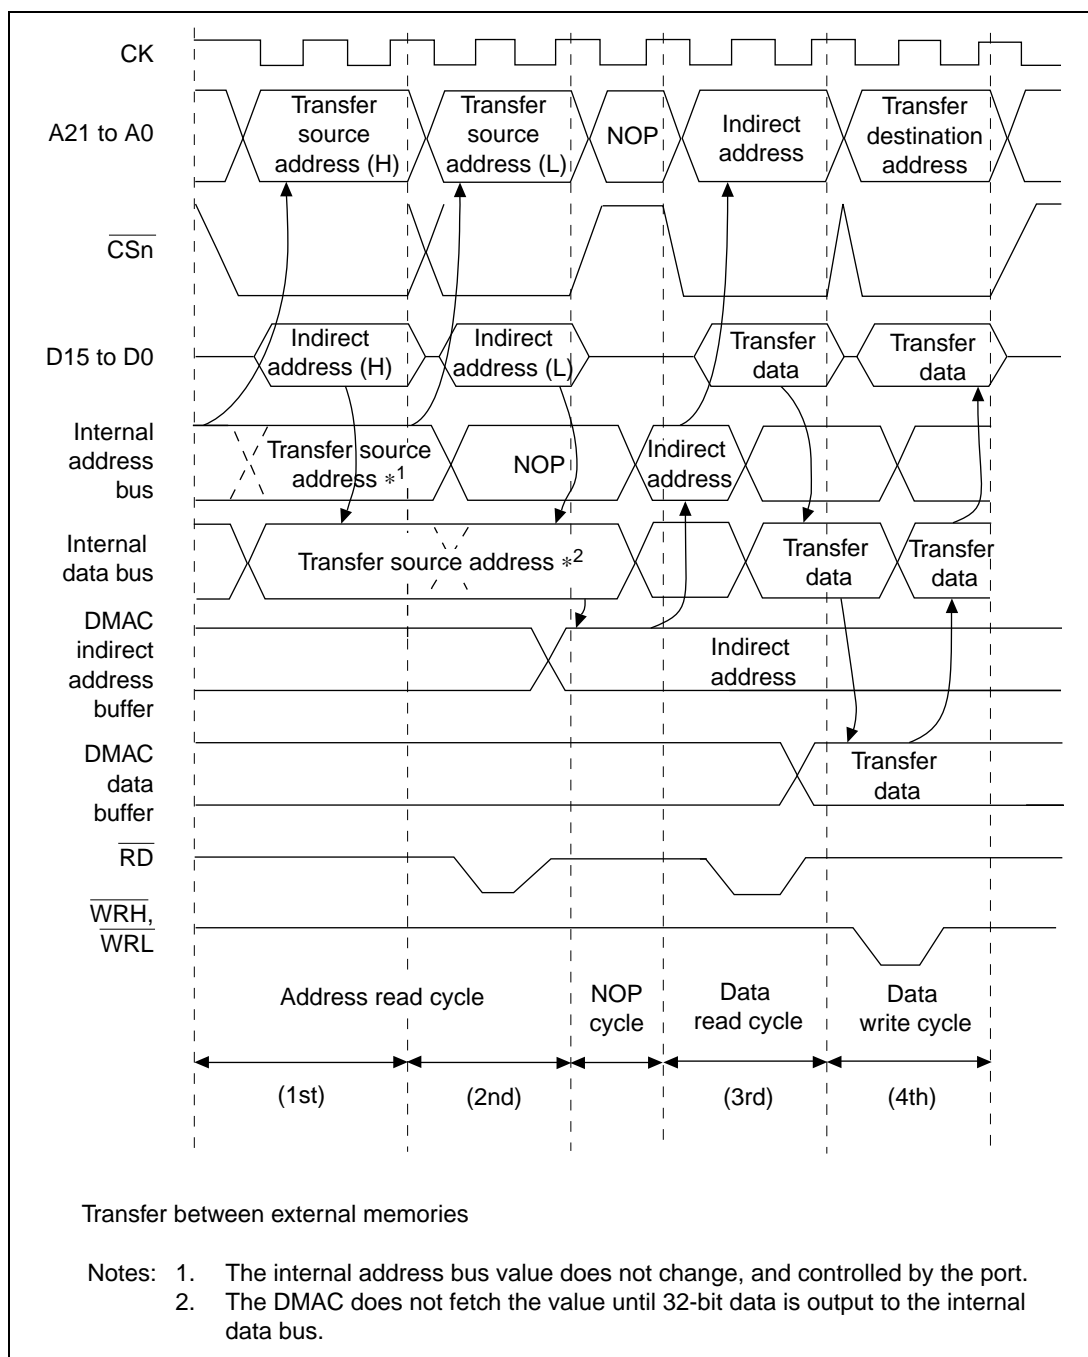 CK
A21 to A0
Transfer
source
address (H)
Transfer
source
address (L)
NOP
Indirect
address
Transfer
destination
address
CSn
D15 to D0
Indirect
address (H)
Indirect
address (L)
Transfer
data
Transfer
data
Internal
address
bus
Transfer source
address *1
NOP
Indirect
address
Internal
data bus
Transfer source address *2
Transfer
data
Transfer
data
DMAC
indirect
address
buffer
Indirect
address
DMAC
data
buffer
Transfer
data
RD
WRH,
WRL
Address read cycle
NOP
cycle
Data
read cycle
Data
write cycle
(1st)
(2nd)
(3rd)
(4th)
Transfer between external memories
Notes: 1. The internal address bus value does not change, and controlled by the port.
2. The DMAC does not fetch the value until 32-bit data is output to the internal
data bus.